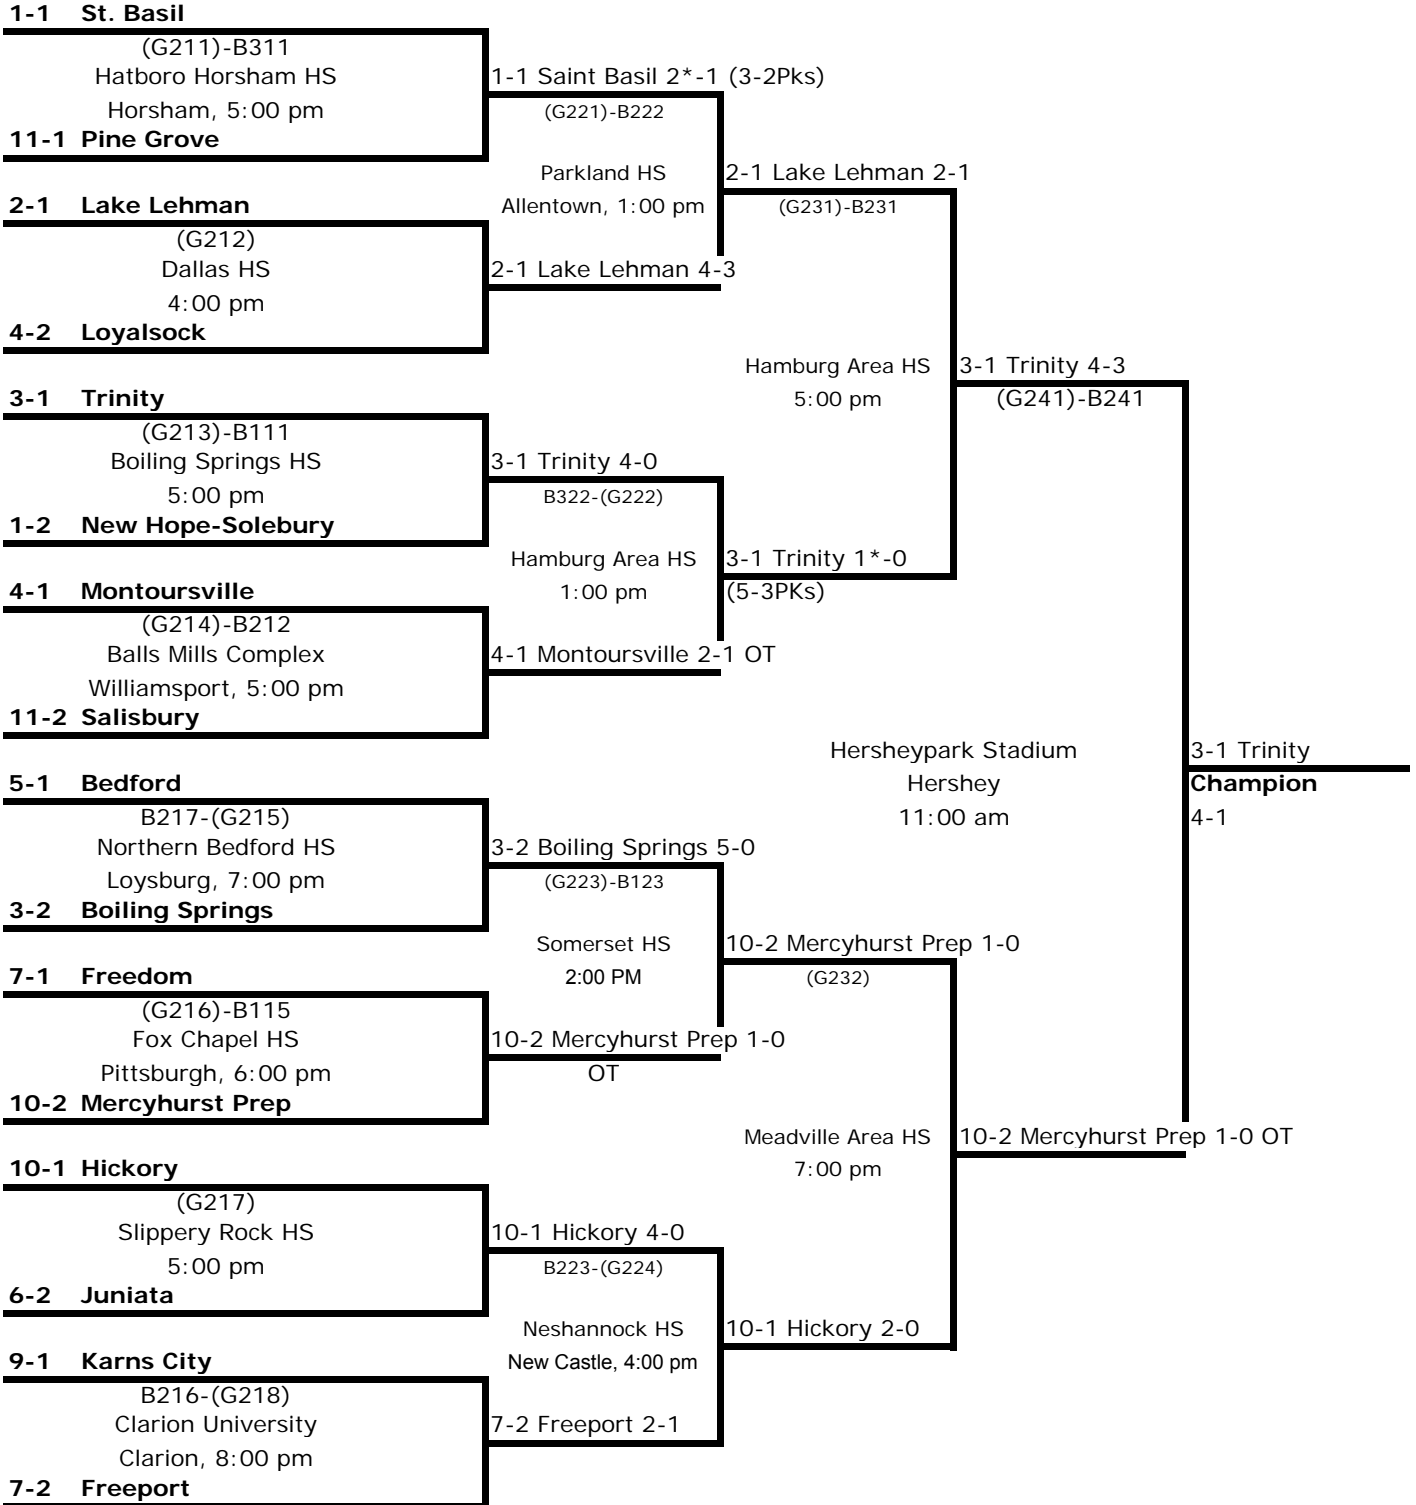 1-1 St. Basil
(G211)-B311
Hatboro Horsham HS
Horsham, 5:00 pm
11-1 Pine Grove
2-1 Lake Lehman
(G212)
Dallas HS
4:00 pm
4-2 Loyalsock
3-1 Trinity
(G213)-B111
Boiling Springs HS
5:00 pm
1-2 New Hope-Solebury
4-1 Montoursville
(G214)-B212
Balls Mills Complex
Williamsport, 5:00 pm
11-2 Salisbury
5-1 Bedford
B217-(G215)
Northern Bedford HS
Loysburg, 7:00 pm
3-2 Boiling Springs
7-1 Freedom
(G216)-B115
Fox Chapel HS
Pittsburgh, 6:00 pm
10-2 Mercyhurst Prep
10-1 Hickory
(G217)
Slippery Rock HS
5:00 pm
6-2 Juniata
9-1 Karns City
B216-(G218)
Clarion University
Clarion, 8:00 pm
7-2 Freeport
1-1 Saint Basil 2*-1 (3-2Pks)
(G221)-B222
Parkland HS
Allentown, 1:00 pm
2-1 Lake Lehman 4-3
3-1 Trinity 4-0
B322-(G222)
Hamburg Area HS
1:00 pm
4-1 Montoursville 2-1 OT
3-2 Boiling Springs 5-0
(G223)-B123
Somerset HS
2:00 PM
10-2 Mercyhurst Prep 1-0
OT
10-1 Hickory 4-0
B223-(G224)
Neshannock HS
New Castle, 4:00 pm
7-2 Freeport 2-1
2-1 Lake Lehman 2-1
(G231)-B231
Hamburg Area HS
5:00 pm
3-1 Trinity 1*-0
(5-3PKs)
10-2 Mercyhurst Prep 1-0
(G232)
Meadville Area HS
7:00 pm
10-1 Hickory 2-0
3-1 Trinity 4-3
(G241)-B241
Hersheypark Stadium
Hershey
11:00 am
10-2 Mercyhurst Prep 1-0 OT
3-1 Trinity
Champion
4-1